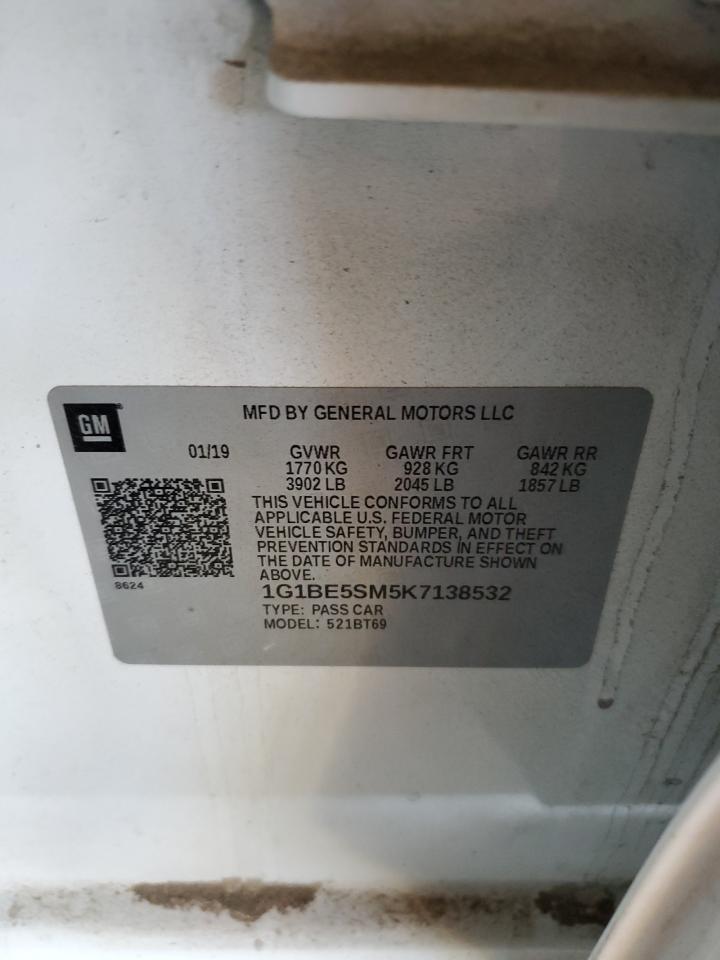 GM
MFD BY GENERAL MOTORS LLC
01/19 GVWR GAWR FRT GAWR RR
1770 KG 928 KG 842 KG
3902 LB 2045 LB 1857 LB
THIS VEHICLE CONFORMS TO ALL
APPLICABLE U.S. FEDERAL MOTOR
VEHICLE SAFETY, BUMPER, AND THEFT
PREVENTION STANDARDS IN EFFECT ON
THE DATE OF MANUFACTURE SHOWN
ABOVE.
8624
1G1BE5SM5K7138532
TYPE: PASS CAR
MODEL: 521BT69